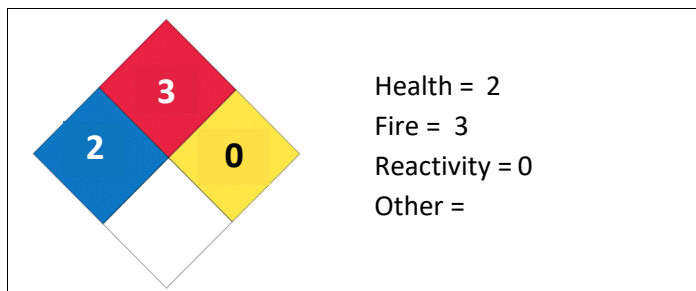 3
2
0
Health = 2
Fire = 3
Reactivity = 0
Other =